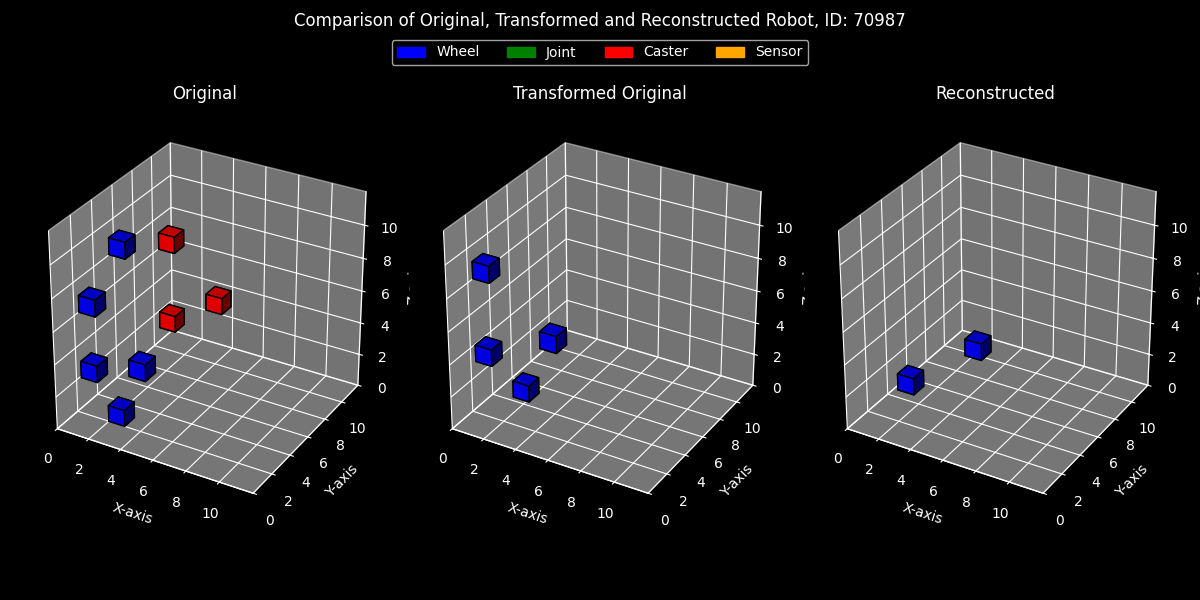 Comparison of Original, Transformed and Reconstructed Robot, ID: 70987
Wheel Joint Caster Sensor
Original
Transformed Original
Reconstructed
0 2 4 6 8 10
X-axis
0 2 4 6 8 10
Y-axis
0 2 4 6 8 10
0 2 4 6 8 10
X-axis
0 2 4 6 8 10
Y-axis
0 2 4 6 8 10
0 2 4 6 8 10
X-axis
0 2 4 6 8 10
Y-axis
0 2 4 6 8 10